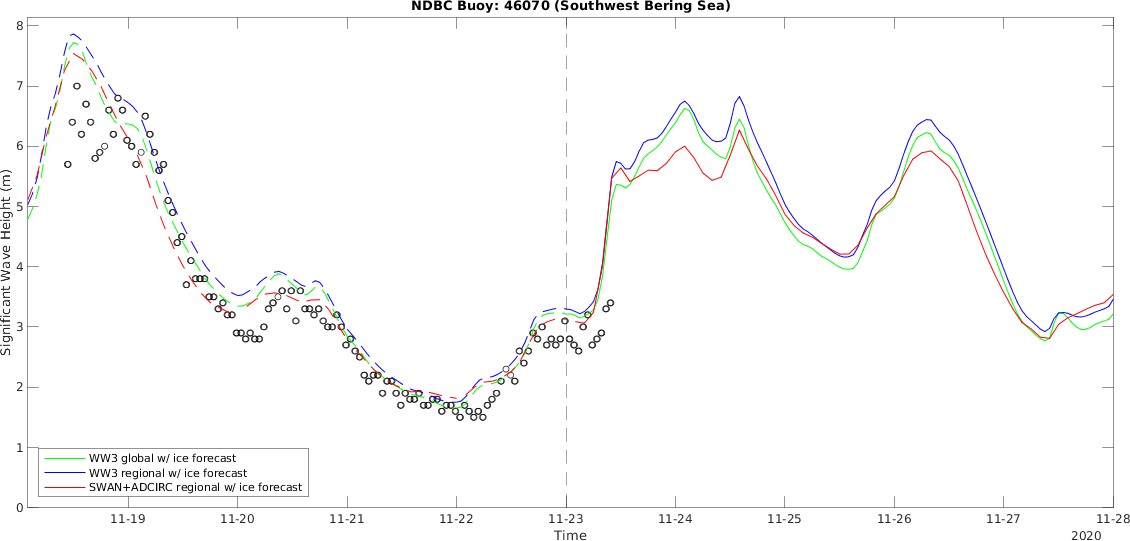 NDBC Buoy: 46070 (Southwest Bering Sea)
8
7
6
5
4
3
2
1
0
Significant Wave Height (m)
WW3 global w/ ice forecast
WW3 regional w/ ice forecast
SWAN+ADCIRC regional w/ ice forecast
11-19 11-20 11-21 11-22 11-23 11-24 11-25 11-26 11-27 11-28
Time
2020